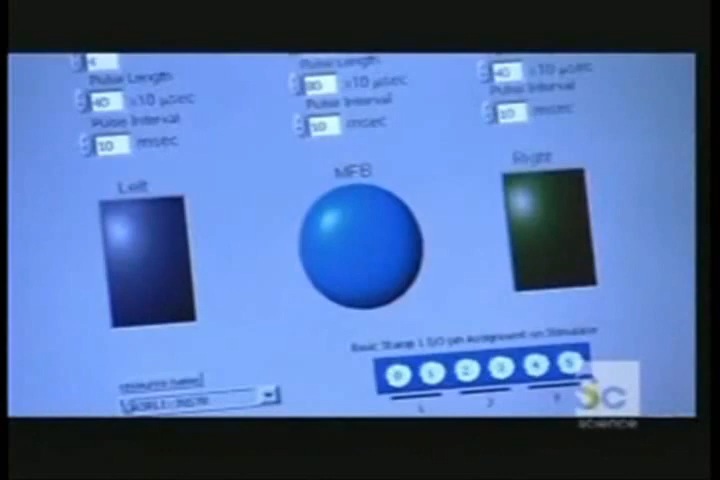 4
Pulse Length
Pulse Length
40 x10 µsec
80 x10 µsec
40 x10 µsec
Pulse Interval
Pulse Interval
Pulse Interval
10 msec
10 msec
10 msec
Left
MFB
Right
Basic Stamp 1 I/O pin Assignment on Stimulator
0 1 2 3 4 5
SC
science